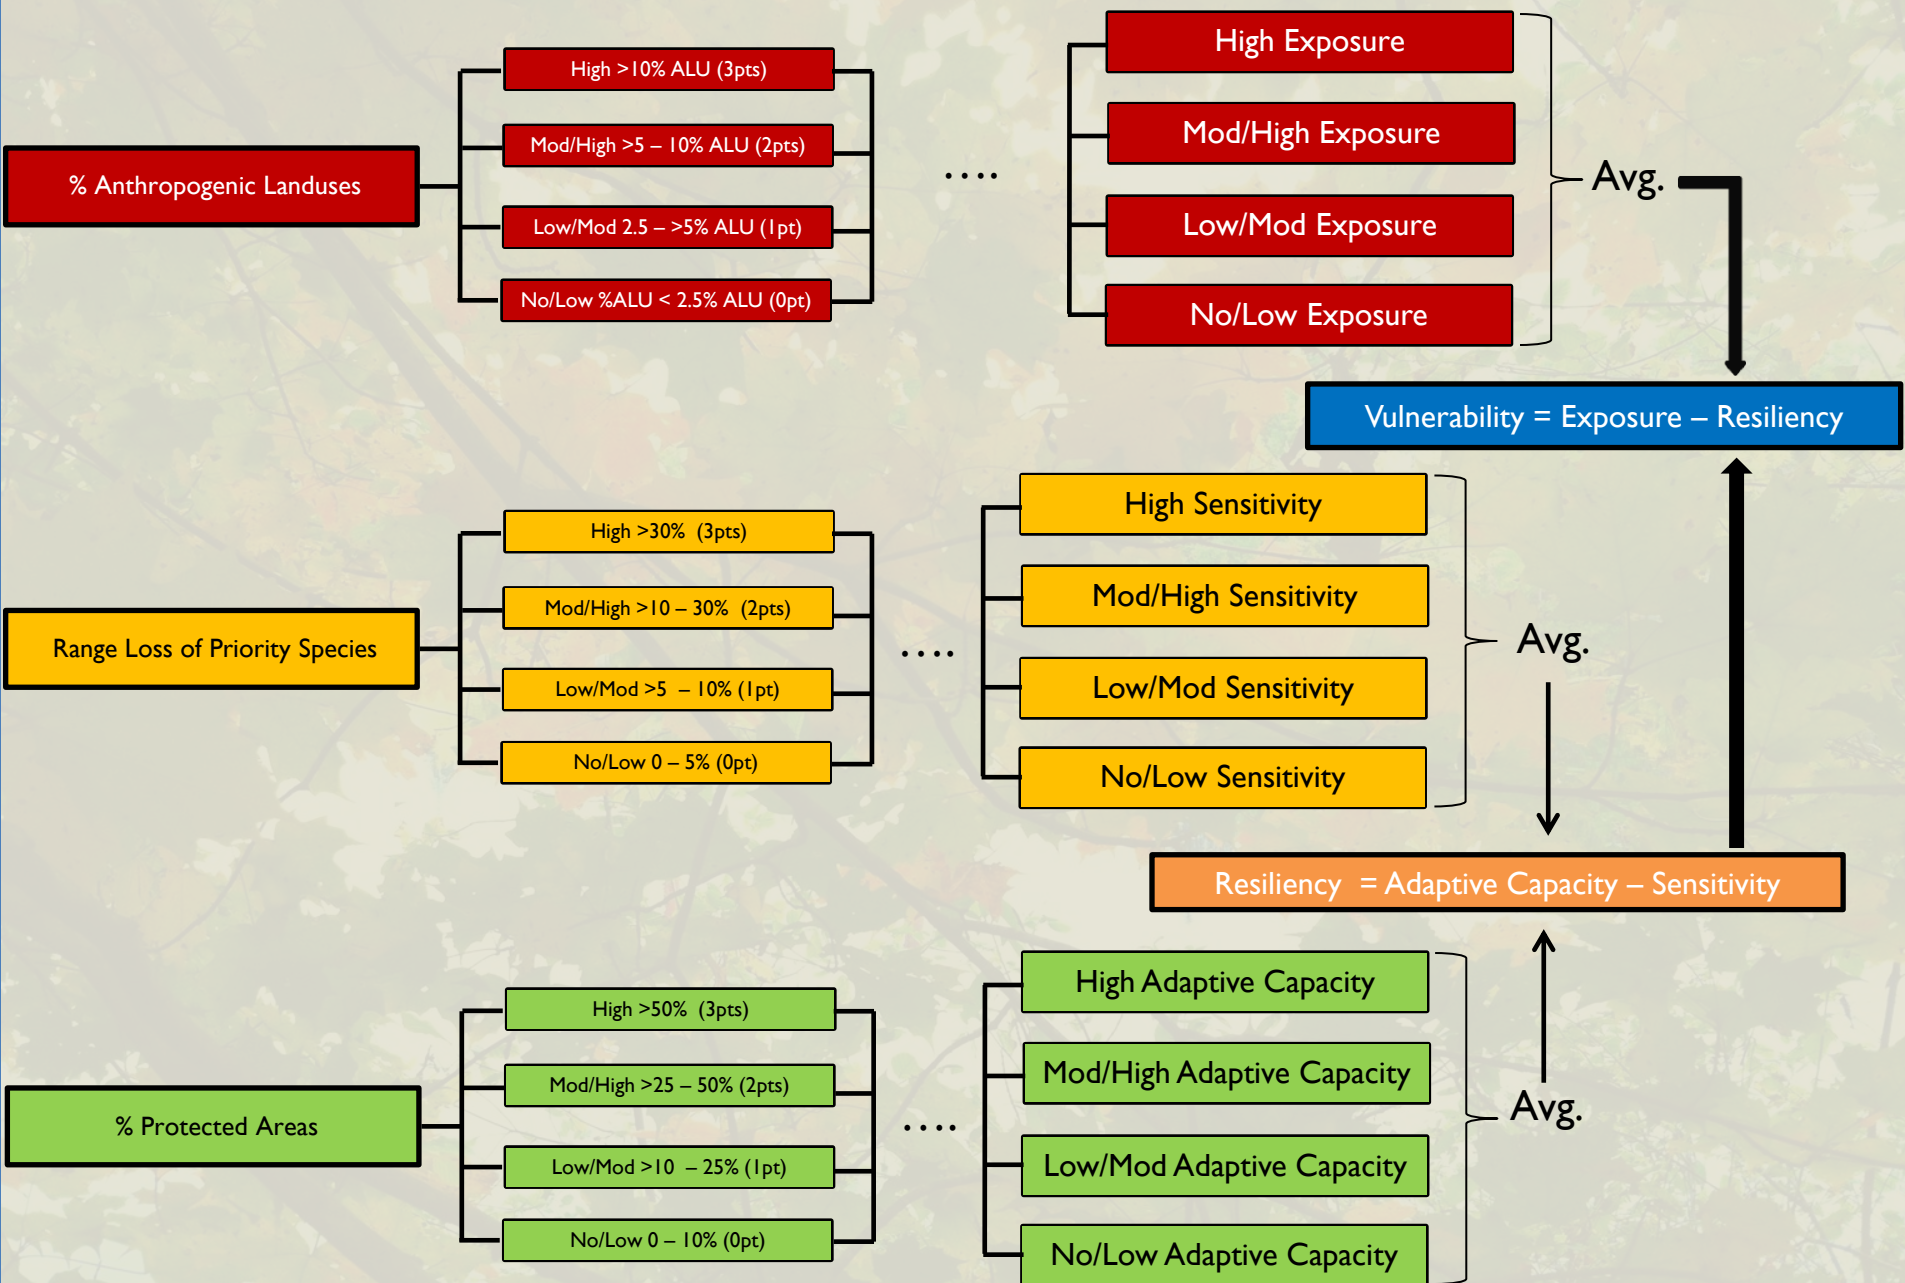 % Anthropogenic Landuses
High >10% ALU (3pts)
Mod/High >5 – 10% ALU (2pts)
Low/Mod 2.5 – >5% ALU (1pt)
No/Low %ALU < 2.5% ALU (0pt)
....
High Exposure
Mod/High Exposure
Low/Mod Exposure
No/Low Exposure
Avg.
Vulnerability = Exposure – Resiliency
Range Loss of Priority Species
High >30% (3pts)
Mod/High >10 – 30% (2pts)
Low/Mod >5 – 10% (1pt)
No/Low 0 – 5% (0pt)
....
High Sensitivity
Mod/High Sensitivity
Low/Mod Sensitivity
No/Low Sensitivity
Avg.
Resiliency = Adaptive Capacity – Sensitivity
% Protected Areas
High >50% (3pts)
Mod/High >25 – 50% (2pts)
Low/Mod >10 – 25% (1pt)
No/Low 0 – 10% (0pt)
....
High Adaptive Capacity
Mod/High Adaptive Capacity
Low/Mod Adaptive Capacity
No/Low Adaptive Capacity
Avg.